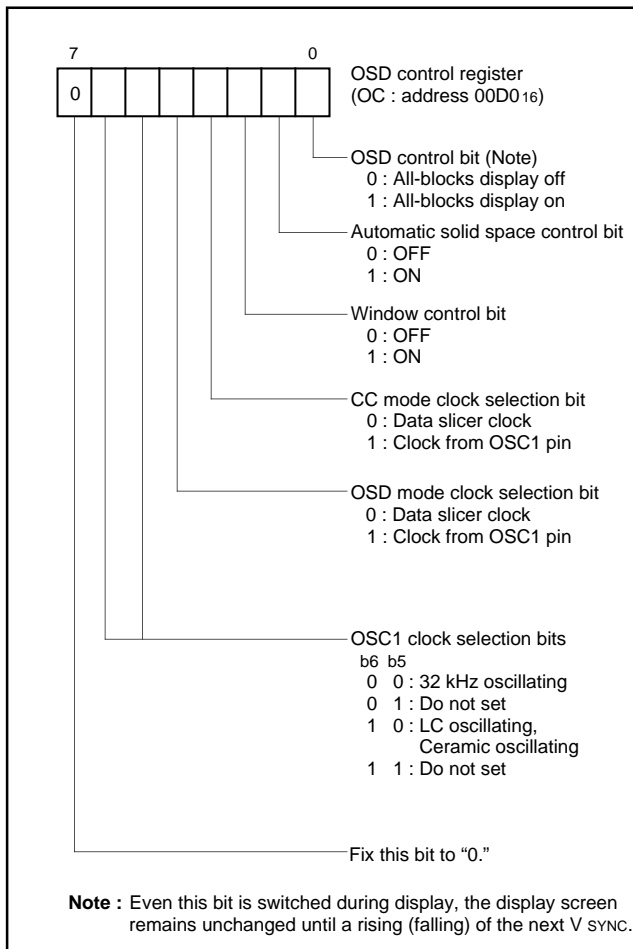 7 0
0
OSD control register
(OC : address 00D016)
OSD control bit (Note)
0 : All-blocks display off
1 : All-blocks display on
Automatic solid space control bit
0 : OFF
1 : ON
Window control bit
0 : OFF
1 : ON
CC mode clock selection bit
0 : Data slicer clock
1 : Clock from OSC1 pin
OSD mode clock selection bit
0 : Data slicer clock
1 : Clock from OSC1 pin
OSC1 clock selection bits
b6 b5
0 0 : 32 kHz oscillating
0 1 : Do not set
1 0 : LC oscillating,
Ceramic oscillating
1 1 : Do not set
Fix this bit to “0.”
Note : Even this bit is switched during display, the display screen
remains unchanged until a rising (falling) of the next V SYNC.